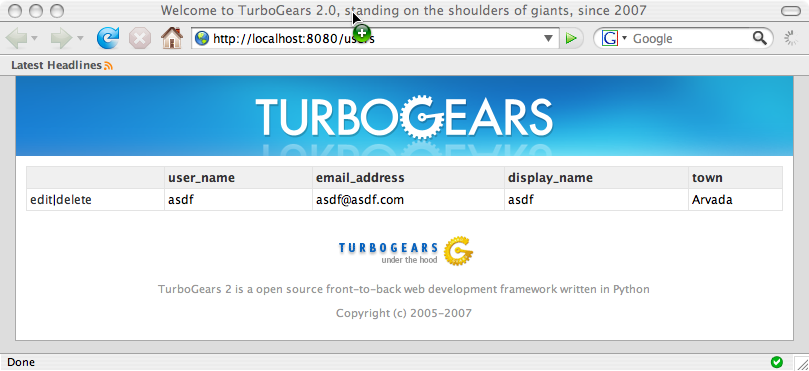 Welcome to TurboGears 2.0, standing on the shoulders of giants, since 2007
http://localhost:8080/users
Google
Latest Headlines
TURBOGEARS
user_name email_address display_name town
edit|delete asdf asdf@asdf.com asdf Arvada
TURBOGEARS
under the hood
TurboGears 2 is a open source front-to-back web development framework written in Python
Copyright (c) 2005-2007
Done